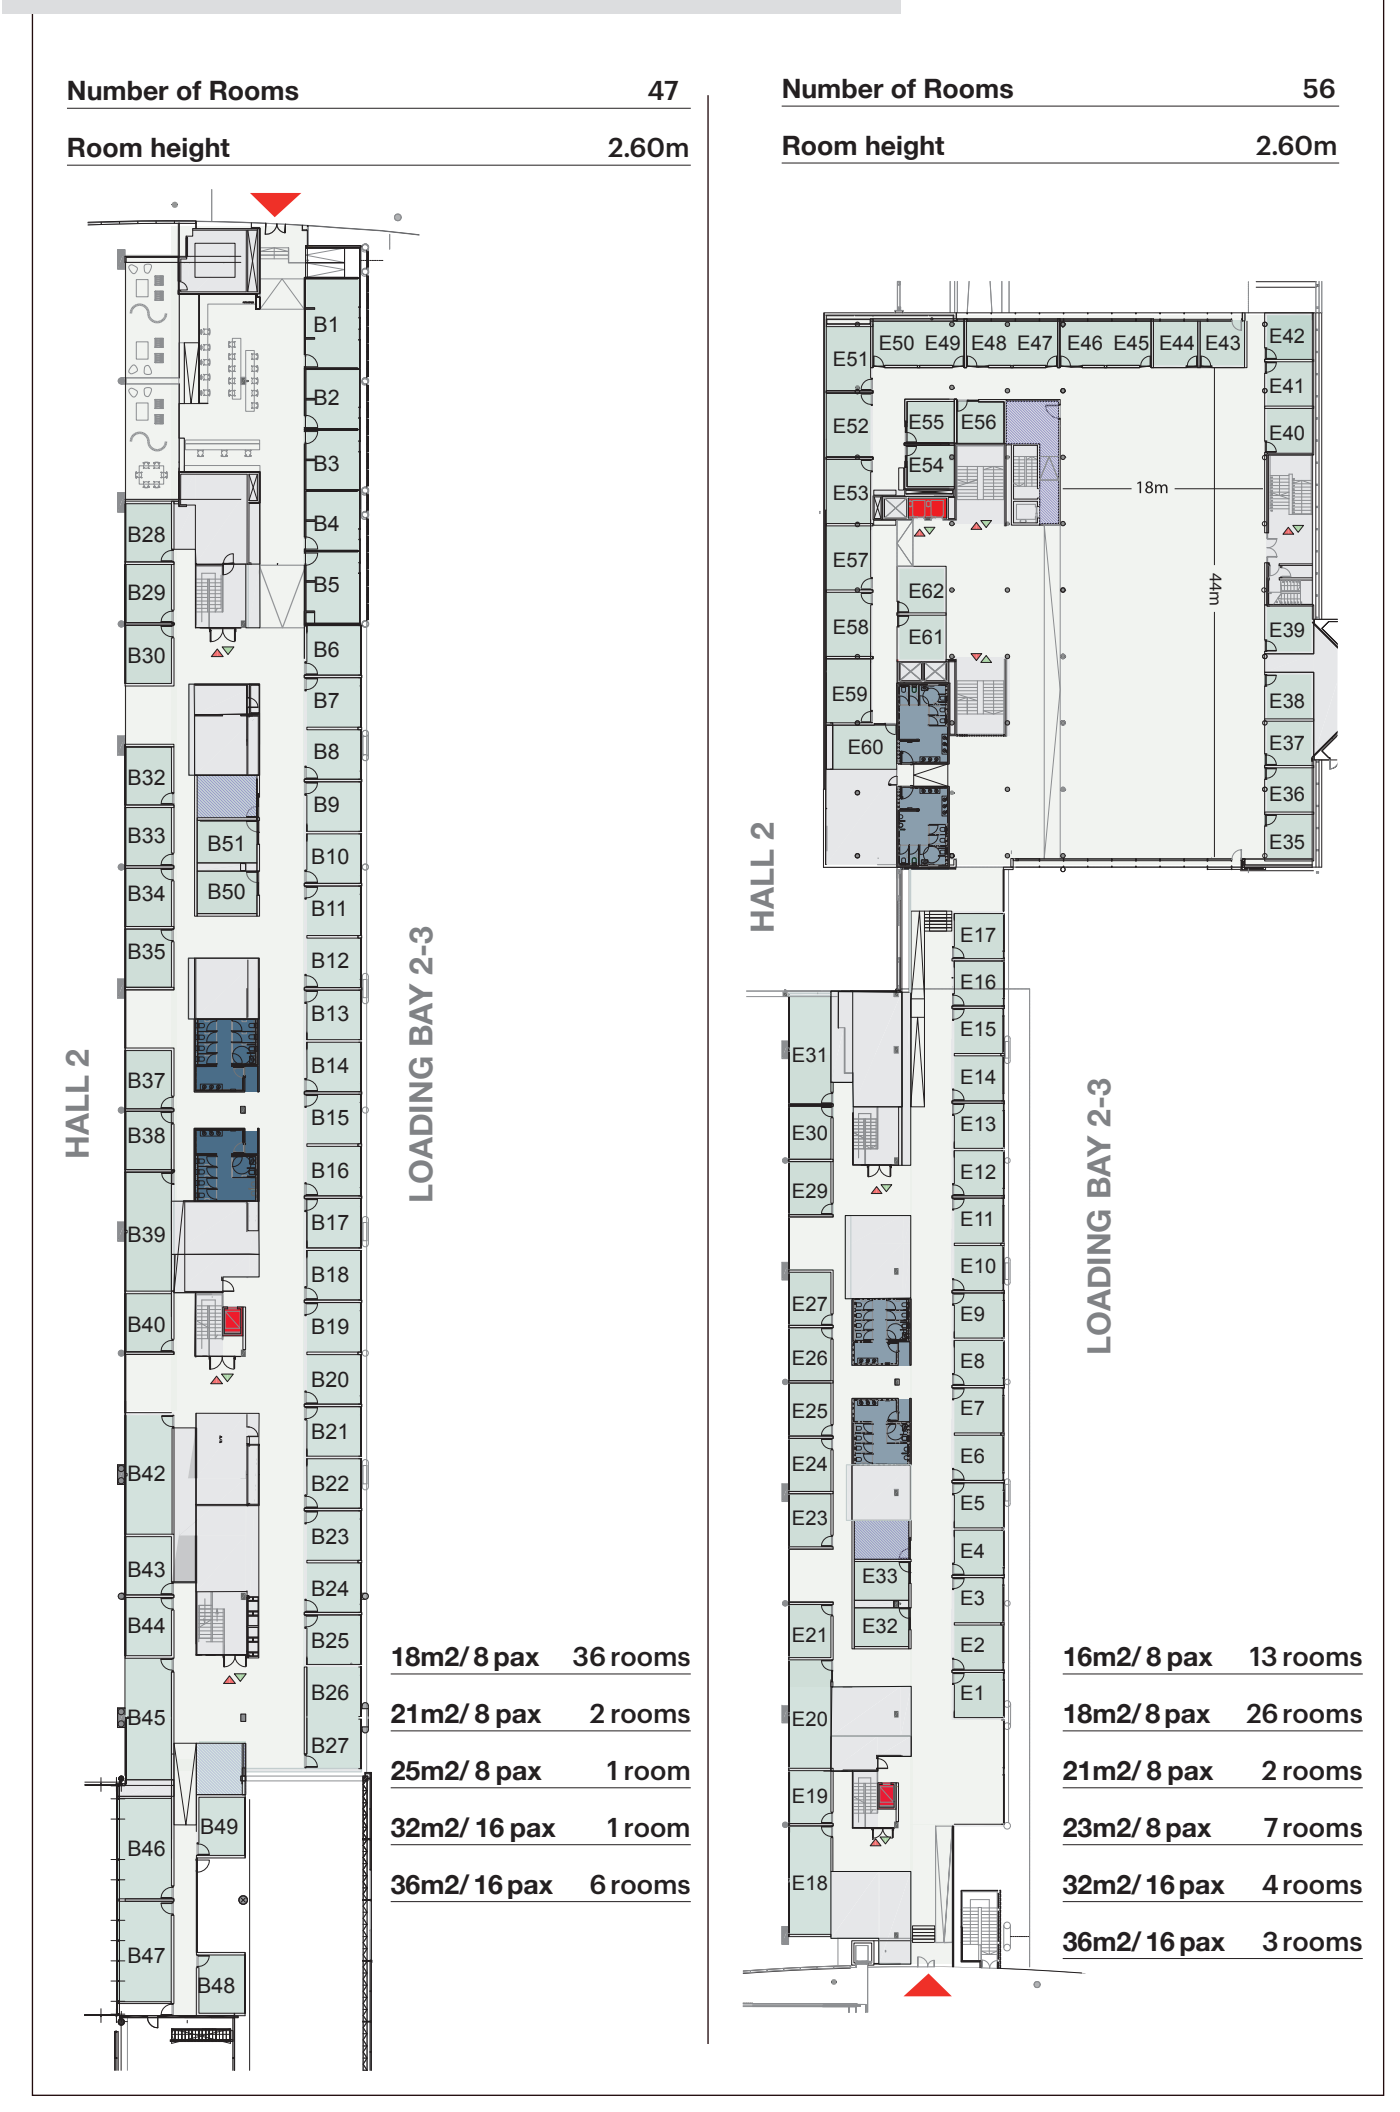 Number of Rooms 47
Room height 2.60m
B1
B2
B3
B4
B5
B6
B7
B8
B9
B10
B11
B12
B13
B14
B15
B16
B17
B18
B19
B20
B21
B22
B23
B24
B25
B26
B27
B28
B29
B30
B32
B33
B34
B35
B37
B38
B39
B40
B42
B43
B44
B45
B46
B47
B51
B50
B49
B48
HALL 2
LOADING BAY 2-3
18m2/ 8 pax 36 rooms
21m2/ 8 pax 2 rooms
25m2/ 8 pax 1 room
32m2/ 16 pax 1 room
36m2/ 16 pax 6 rooms
Number of Rooms 56
Room height 2.60m
E51 E50 E49 E48 E47 E46 E45 E44 E43 E42
E41
E52 E55 E56 E40
E54
E53
18m
E57
E62
44m
E58 E61 E39
E59 E38
E60 E37
E36
E35
HALL 2
E17
E16
E15
E14
E13
E12
E11
E10
E9
E8
E7
E6
E5
E4
E3
E2
E1
E31
E30
E29
E27
E26
E25
E24
E23
E33
E32
E21
E20
E19
E18
LOADING BAY 2-3
16m2/ 8 pax 13 rooms
18m2/ 8 pax 26 rooms
21m2/ 8 pax 2 rooms
23m2/ 8 pax 7 rooms
32m2/ 16 pax 4 rooms
36m2/ 16 pax 3 rooms